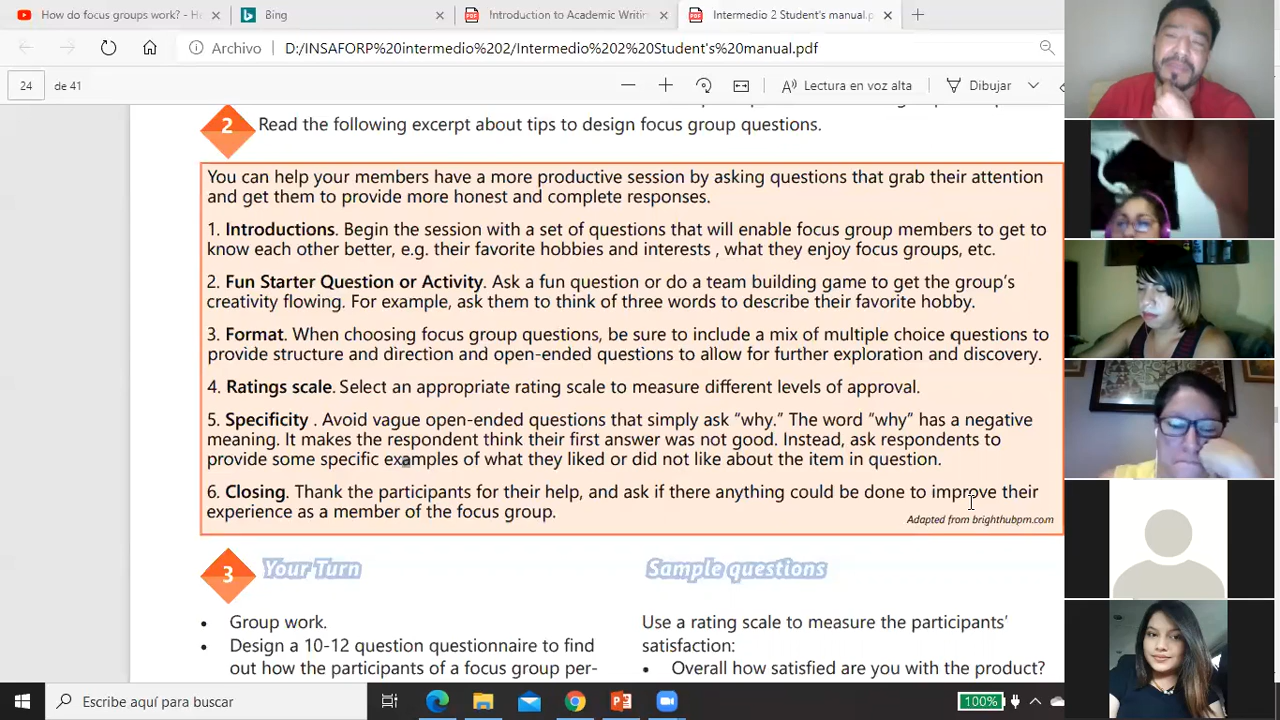 How do focus groups work? - He
Bing
Introduction to Academic Writin
Intermedio 2 Student's manual.p
Archivo
D:/INSAFORP%20intermedio%202/Intermedio%202%20Student's%20manual.pdf
24
de 41
Lectura en voz alta
Dibujar
2
Read the following excerpt about tips to design focus group questions.
You can help your members have a more productive session by asking questions that grab their attention
and get them to provide more honest and complete responses.
1. Introductions. Begin the session with a set of questions that will enable focus group members to get to
know each other better, e.g. their favorite hobbies and interests , what they enjoy focus groups, etc.
2. Fun Starter Question or Activity. Ask a fun question or do a team building game to get the group's
creativity flowing. For example, ask them to think of three words to describe their favorite hobby.
3. Format. When choosing focus group questions, be sure to include a mix of multiple choice questions to
provide structure and direction and open-ended questions to allow for further exploration and discovery.
4. Ratings scale. Select an appropriate rating scale to measure different levels of approval.
5. Specificity . Avoid vague open-ended questions that simply ask “why.” The word “why” has a negative
meaning. It makes the respondent think their first answer was not good. Instead, ask respondents to
provide some specific examples of what they liked or did not like about the item in question.
6. Closing. Thank the participants for their help, and ask if there anything could be done to improve their
experience as a member of the focus group.
Adapted from brighthubpm.com
3
Your Turn
Sample questions
• Group work.
• Design a 10-12 question questionnaire to find
out how the participants of a focus group per-
Use a rating scale to measure the participants'
satisfaction:
• Overall how satisfied are you with the product?
Escribe aquí para buscar
100%